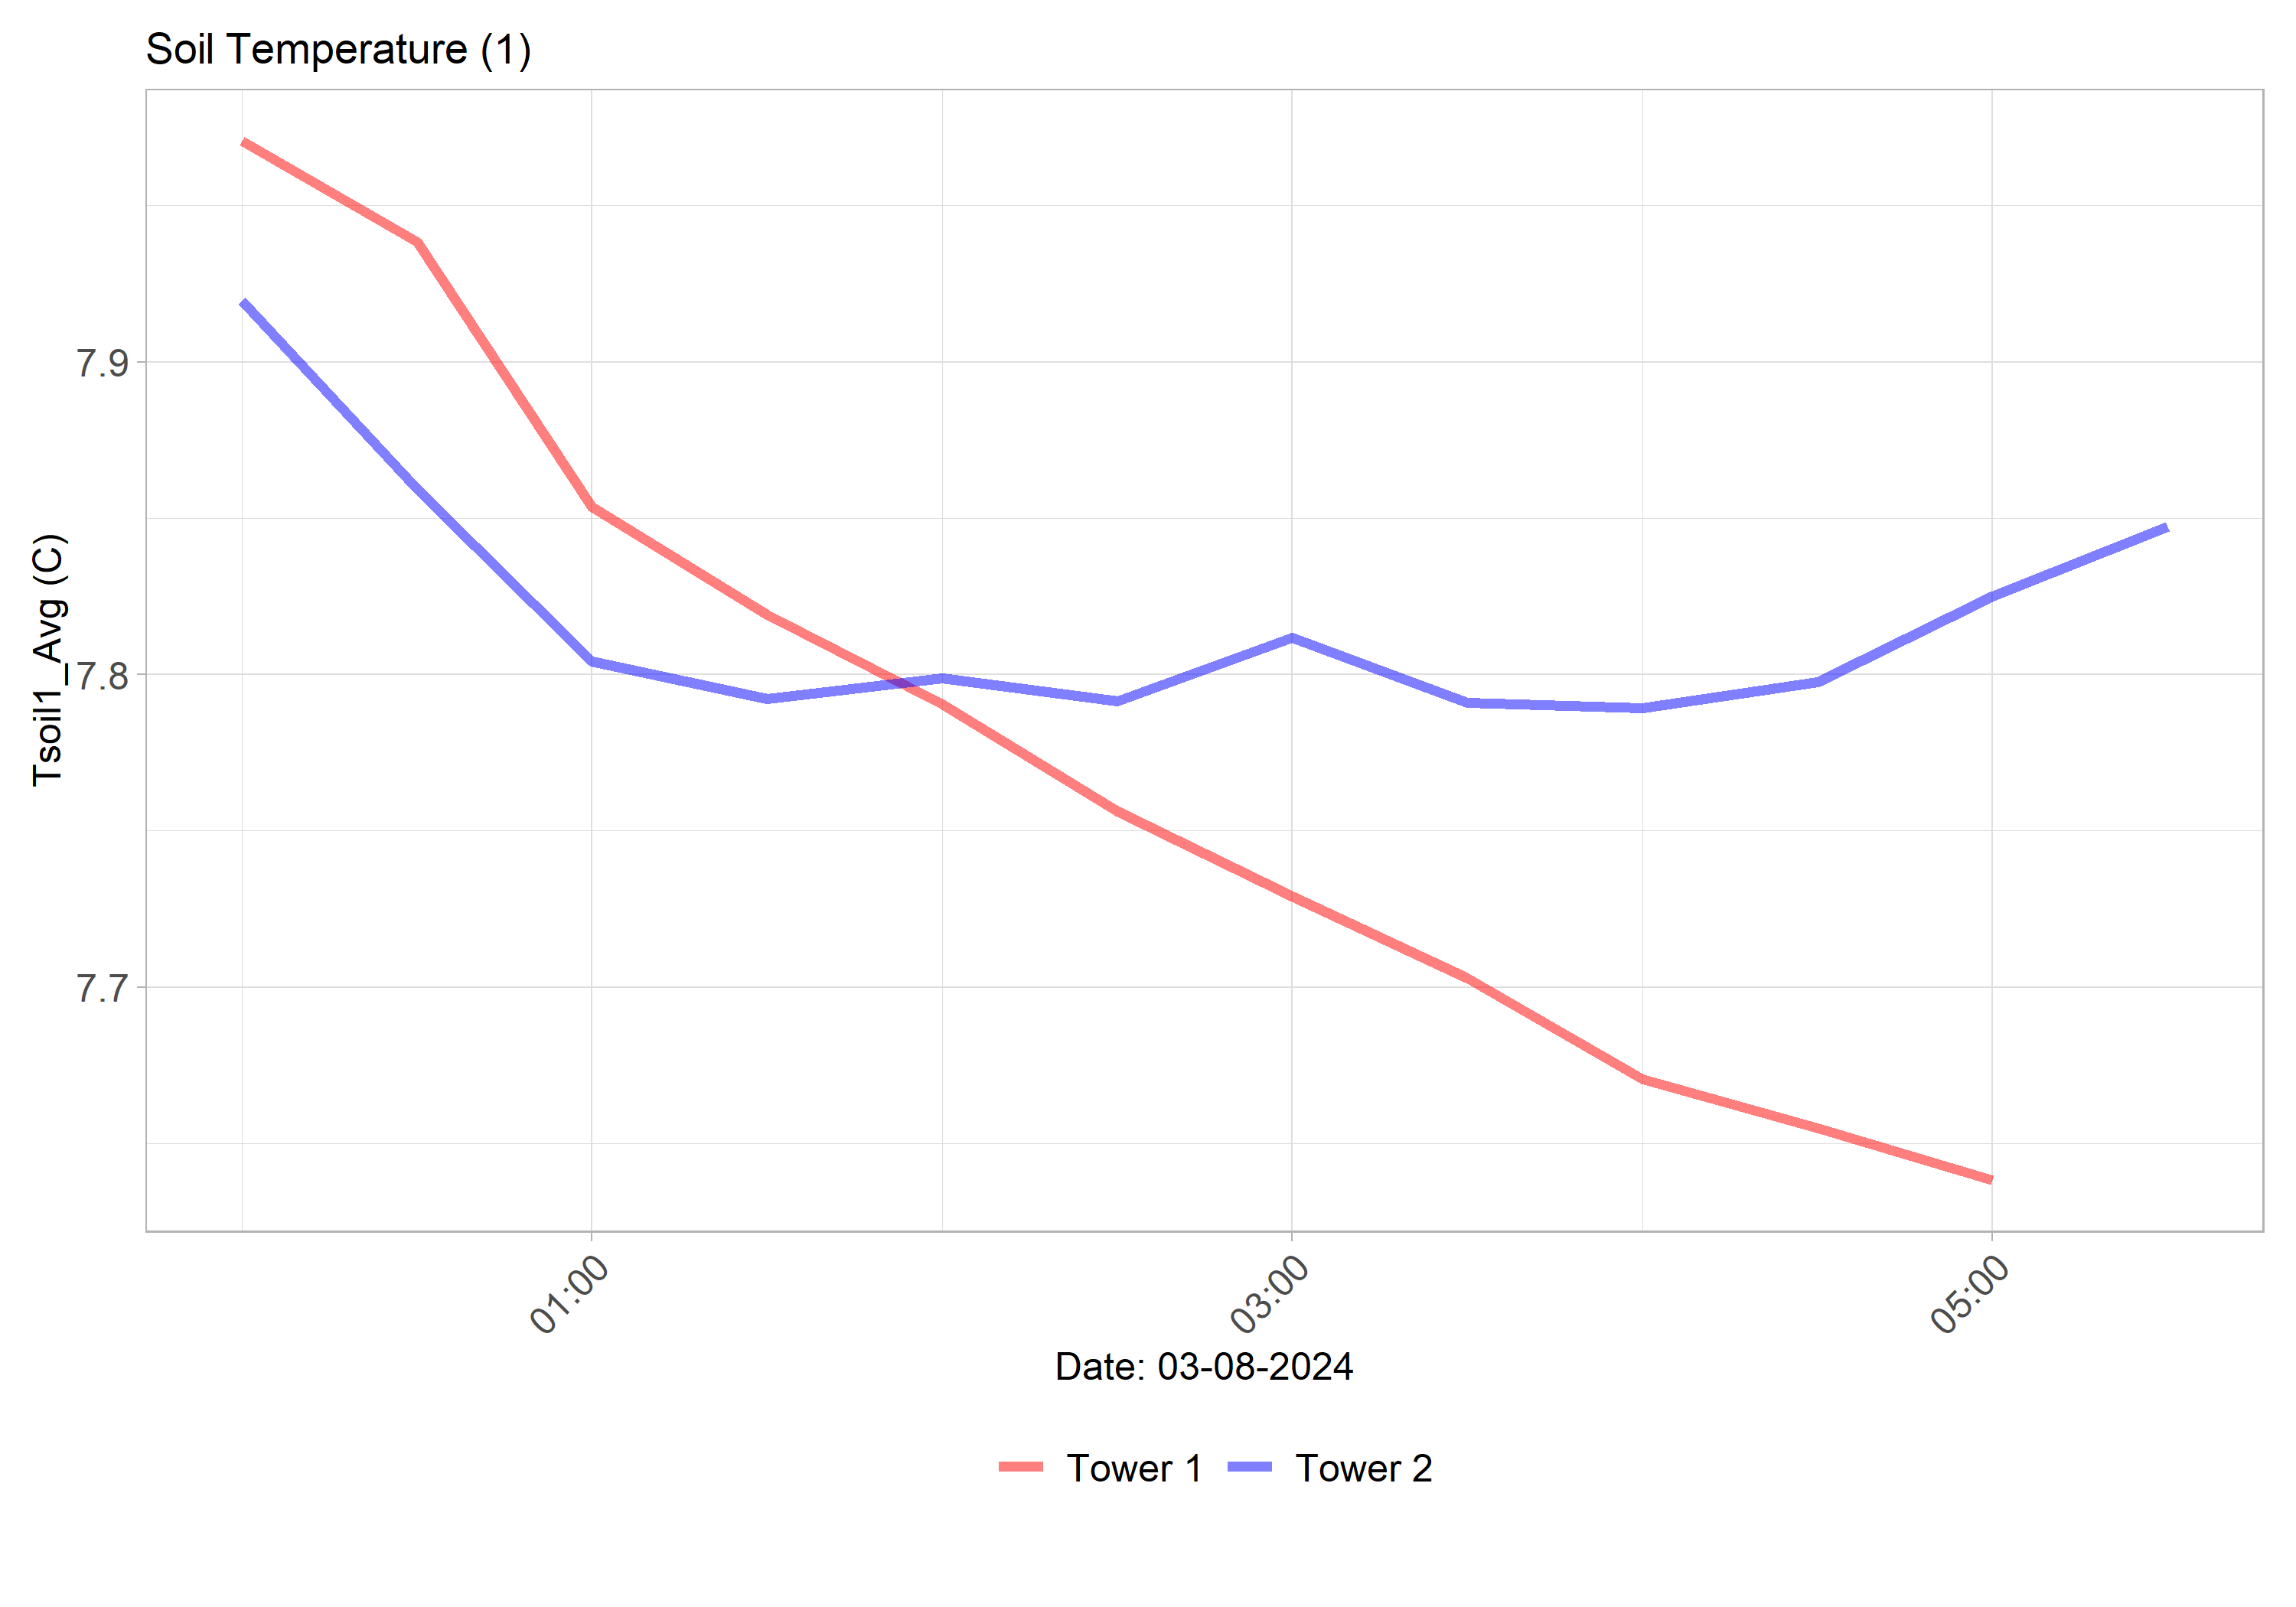 Soil Temperature (1)
Tsoil1_Avg (C)
7.9
7.8
7.7
01:00
03:00
05:00
Date: 03-08-2024
Tower 1
Tower 2